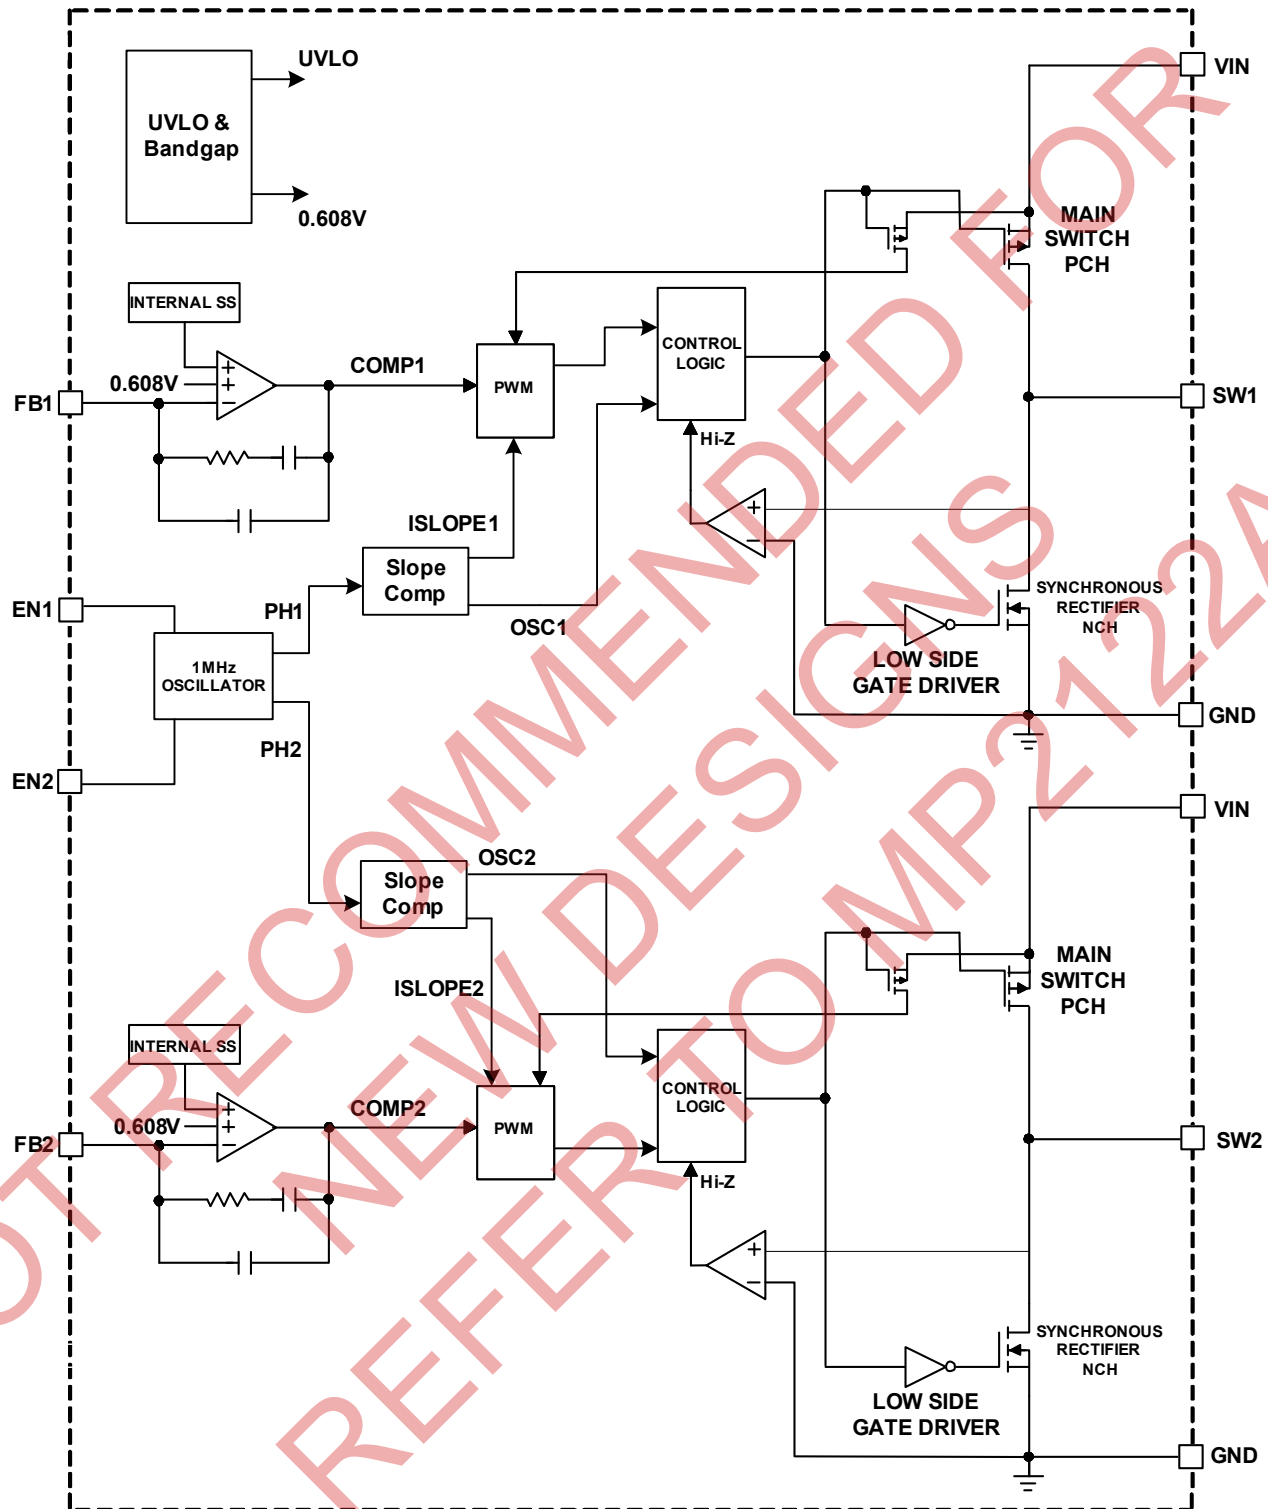 UVLO
VIN
UVLO &
Bandgap
0.608V
MAIN
SWITCH
PCH
INTERNAL SS
CONTROL
LOGIC
COMP1
PWM
+
+
−
0.608V
FB1
SW1
Hi-Z
ISLOPE1
+
−
Slope
Comp
EN1
PH1
OSC1
SYNCHRONOUS
RECTIFIER
NCH
1MHz
OSCILLATOR
LOW SIDE
GATE DRIVER
GND
PH2
EN2
VIN
OSC2
Slope
Comp
MAIN
SWITCH
PCH
ISLOPE2
INTERNAL SS
CONTROL
LOGIC
COMP2
PWM
+
+
−
0.608V
FB2
SW2
Hi-Z
+
−
SYNCHRONOUS
RECTIFIER
NCH
LOW SIDE
GATE DRIVER
GND
OT RECOMMENDED FOR
NEW DESIGNS
REFER TO MP2122A